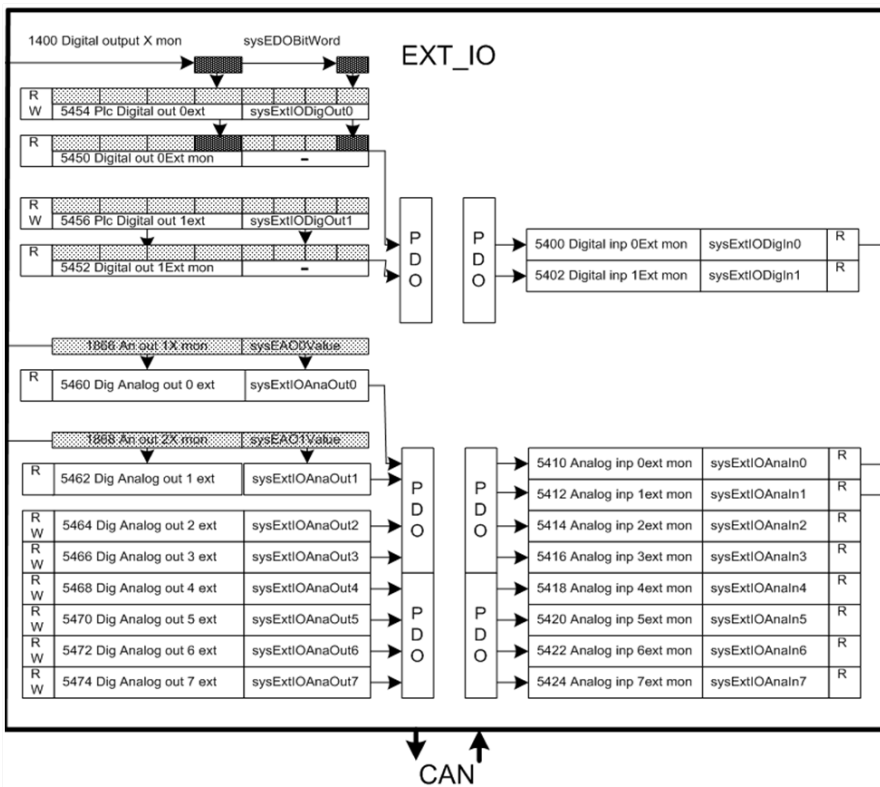 1400 Digital output X mon sysEDOBitWord
EXT_IO
R
W 5454 Plc Digital out 0ext sysExtIODigOut0
R
5450 Digital out 0Ext mon -
R
W 5456 Plc Digital out 1ext sysExtIODigOut1
R
5452 Digital out 1Ext mon -
PDO
PDO
5400 Digital inp 0Ext mon sysExtIODigIn0 R
5402 Digital inp 1Ext mon sysExtIODigIn1 R
1866 An out 1X mon sysEAO0Value
R 5460 Dig Analog out 0 ext sysExtIOAnaOut0
1868 An out 2X mon sysEAO1Value
R 5462 Dig Analog out 1 ext sysExtIOAnaOut1
R W 5464 Dig Analog out 2 ext sysExtIOAnaOut2
R W 5466 Dig Analog out 3 ext sysExtIOAnaOut3
R W 5468 Dig Analog out 4 ext sysExtIOAnaOut4
R W 5470 Dig Analog out 5 ext sysExtIOAnaOut5
R W 5472 Dig Analog out 6 ext sysExtIOAnaOut6
R W 5474 Dig Analog out 7 ext sysExtIOAnaOut7
PDO
PDO
PDO
PDO
5410 Analog inp 0ext mon sysExtIOAnaIn0 R
5412 Analog inp 1ext mon sysExtIOAnaIn1 R
5414 Analog inp 2ext mon sysExtIOAnaIn2 R
5416 Analog inp 3ext mon sysExtIOAnaIn3 R
5418 Analog inp 4ext mon sysExtIOAnaIn4 R
5420 Analog inp 5ext mon sysExtIOAnaIn5 R
5422 Analog inp 6ext mon sysExtIOAnaIn6 R
5424 Analog inp 7ext mon sysExtIOAnaIn7 R
CAN